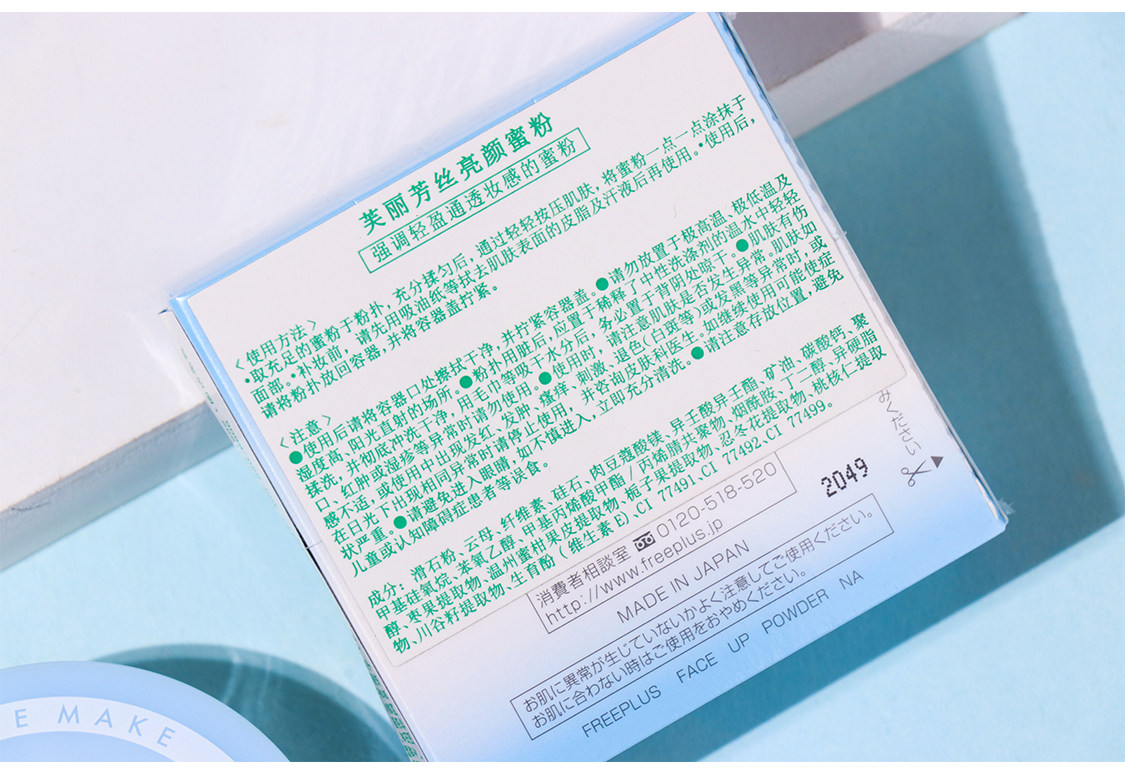 芙丽芳丝亮颜蜜粉
强调轻盈通透妆感的蜜粉
<使用方法>
•取充足的蜜粉于粉扑，充分揉匀后，通过轻轻按压肌肤，将蜜粉一点一点涂抹于
面部。•补妆前，请先用吸油纸等拭去肌肤表面的皮脂及汗液后再使用。•使用后，
请将粉扑放回容器，并将容器盖拧紧。
<注意>
●使用后请将容器口处擦拭干净，并拧紧容器盖。●请勿放置于极高温、极低温及
湿度高、阳光直射的场所。●粉扑用脏后，应置于稀释了中性洗涤剂的温水中轻轻
揉洗，并彻底冲洗干净，用毛巾等吸干水分后，务必置于背阴处晾干。●肌肤有伤
口、红肿或湿疹等异常时请勿使用。●使用时，请注意肌肤是否发生异常。肌肤如
感不适，或使用中出现发红、发肿、瘙痒、刺激、退色(白斑等)或发黑等异常时，或
在日光下出现相同异常时请停止使用，并咨询皮肤科医生。如继续使用可能使症
状严重。●请避免进入眼睛，如不慎进入，立即充分清洗。●请注意存放位置，避免
儿童或认知障碍症患者等误食。
成分：滑石粉、云母、纤维素、硅石、肉豆蔻酸镁、异壬酸异壬酯、矿油、碳酸钙、聚
甲基硅氧烷、苯氧乙醇、甲基丙烯酸甲酯/丙烯腈共聚物、烟酰胺、丁二醇、异硬脂
醇、枣果提取物、温州蜜柑果皮提取物、栀子果提取物、忍冬花提取物、桃核仁提取
物、川谷籽提取物、生育酚(维生素E)、CI 77491、CI 77492、CI 77499。
みください
2049
消費者相談室 0120-518-520
http://www.freeplus.jp
MADE IN JAPAN
お肌に異常が生じていないかよく注意してご使用ください。
お肌に合わない時はご使用をおやめください。
FREEPLUS FACE UP POWDER NA
E MAKE